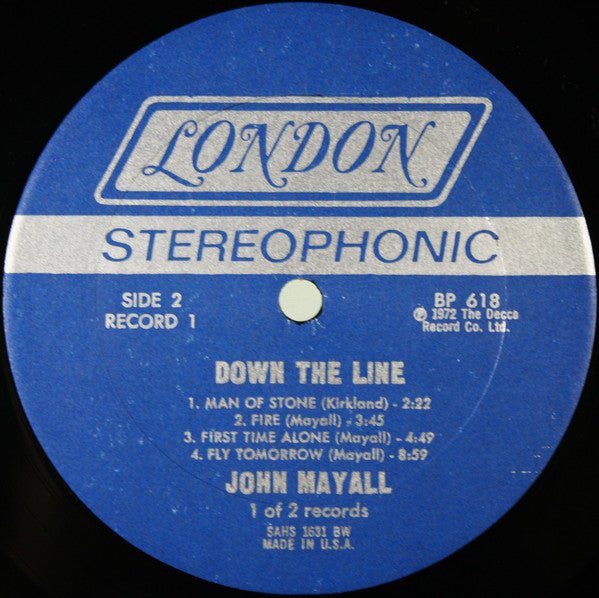 LONDON
STEREOPHONIC
SIDE 2
RECORD 1
BP 618
℗ 1972 The Decca
Record Co. Ltd.
DOWN THE LINE
1. MAN OF STONE (Kirkland) - 2:22
2. FIRE (Mayall) - 3:45
3. FIRST TIME ALONE (Mayall) - 4:49
4. FLY TOMORROW (Mayall) - 8:59
JOHN MAYALL
1 of 2 records
SAHS 1631 BW
MADE IN U.S.A.